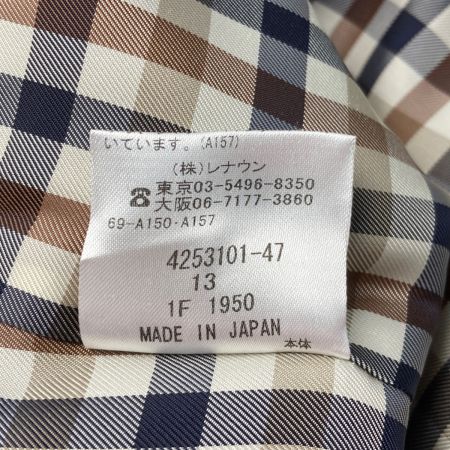 いています。(A157)
(株)レナウン
☎東京03-5496-8350
大阪06-7177-3860
69-A150-A157
4253101-47
13
1F 1950
MADE IN JAPAN
本体